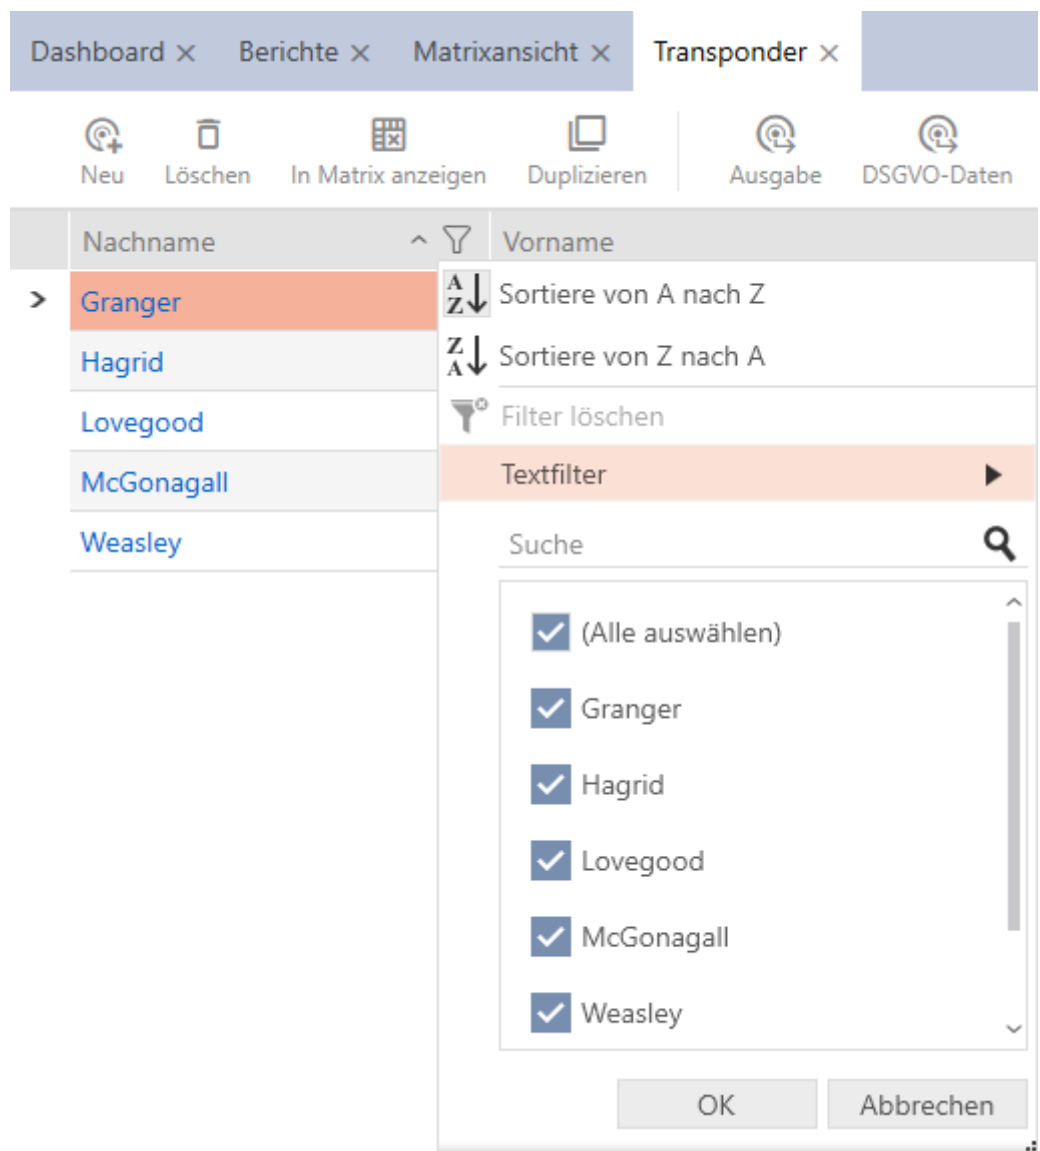 Dashboard × Berichte × Matrixansicht × Transponder ×
Neu Löschen In Matrix anzeigen Duplizieren Ausgabe DSGVO-Daten
Nachname Vorname
Granger
Hagrid
Lovegood
McGonagall
Weasley
A Z Sortiere von A nach Z
Z A Sortiere von Z nach A
Filter löschen
Textfilter
Suche
(Alle auswählen)
Granger
Hagrid
Lovegood
McGonagall
Weasley
OK Abbrechen